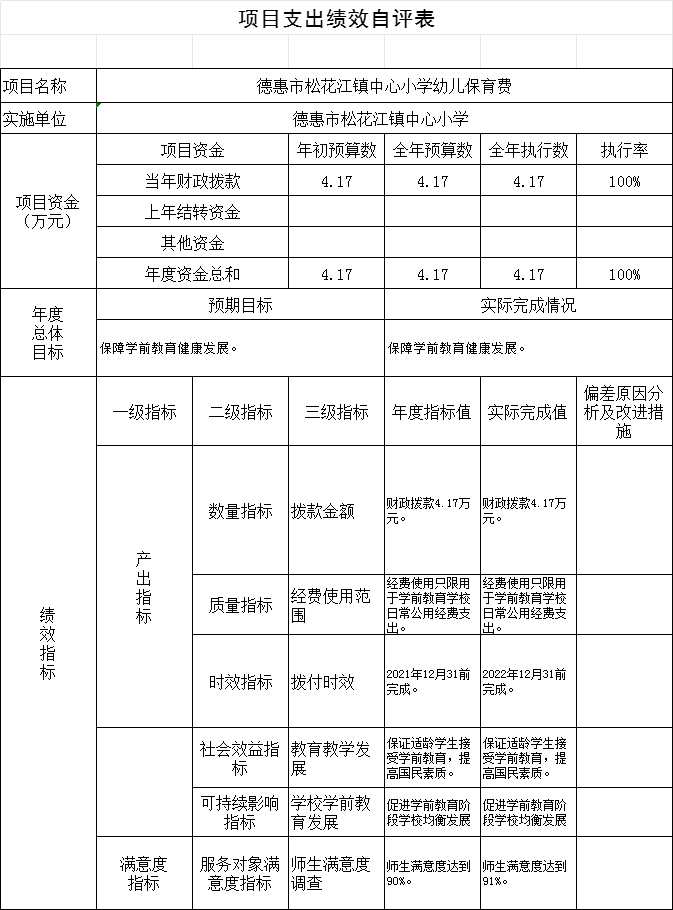 项目支出绩效自评表
项目名称
德惠市松花江镇中心小学幼儿保育费
实施单位
德惠市松花江镇中心小学
项目资金
（万元）
项目资金
年初预算数
全年预算数
全年执行数
执行率
当年财政拨款
4.17
4.17
4.17
100%
上年结转资金
其他资金
年度资金总和
4.17
4.17
4.17
100%
年度
总体
目标
预期目标
实际完成情况
保障学前教育健康发展。
保障学前教育健康发展。
绩
效
指
标
一级指标
二级指标
三级指标
年度指标值
实际完成值
偏差原因分
析及改进措
施
产
出
指
标
数量指标
拨款金额
财政拨款4.17万
元。
财政拨款4.17万
元。
质量指标
经费使用范
围
经费使用只限用
于学前教育学校
日常公用经费支
出。
经费使用只限用
于学前教育学校
日常公用经费支
出。
时效指标
拨付时效
2021年12月31前
完成。
2022年12月31前
完成。
社会效益指
标
教育教学发
展
保证适龄学生接
受学前教育，提
高国民素质。
保证适龄学生接
受学前教育，提
高国民素质。
可持续影响
指标
学校学前教
育发展
促进学前教育阶
段学校均衡发展
促进学前教育阶
段学校均衡发展
满意度
指标
服务对象满
意度指标
师生满意度
调查
师生满意度达到
90%。
师生满意度达到
91%。